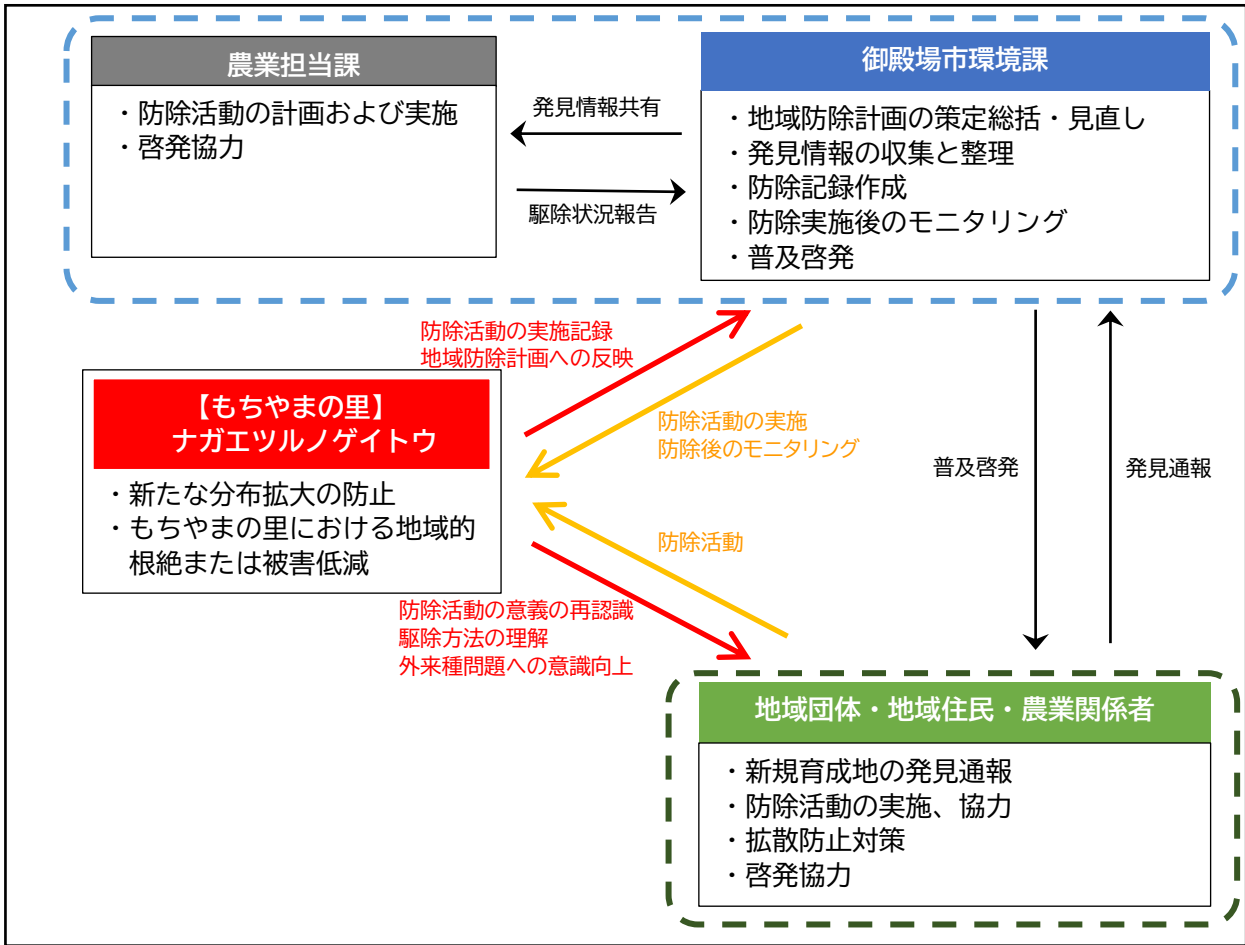 農業担当課
・防除活動の計画および実施
・啓発協力
発見情報共有
駆除状況報告
御殿場市環境課
・地域防除計画の策定総括・見直し
・発見情報の収集と整理
・防除記録作成
・防除実施後のモニタリング
・普及啓発
防除活動の実施記録
地域防除計画への反映
【もちやまの里】
ナガエツルノゲイトウ
・新たな分布拡大の防止
・もちやまの里における地域的
根絶または被害低減
防除活動の実施
防除後のモニタリング
普及啓発
発見通報
防除活動
防除活動の意義の再認識
駆除方法の理解
外来種問題への意識向上
地域団体・地域住民・農業関係者
・新規育成地の発見通報
・防除活動の実施、協力
・拡散防止対策
・啓発協力